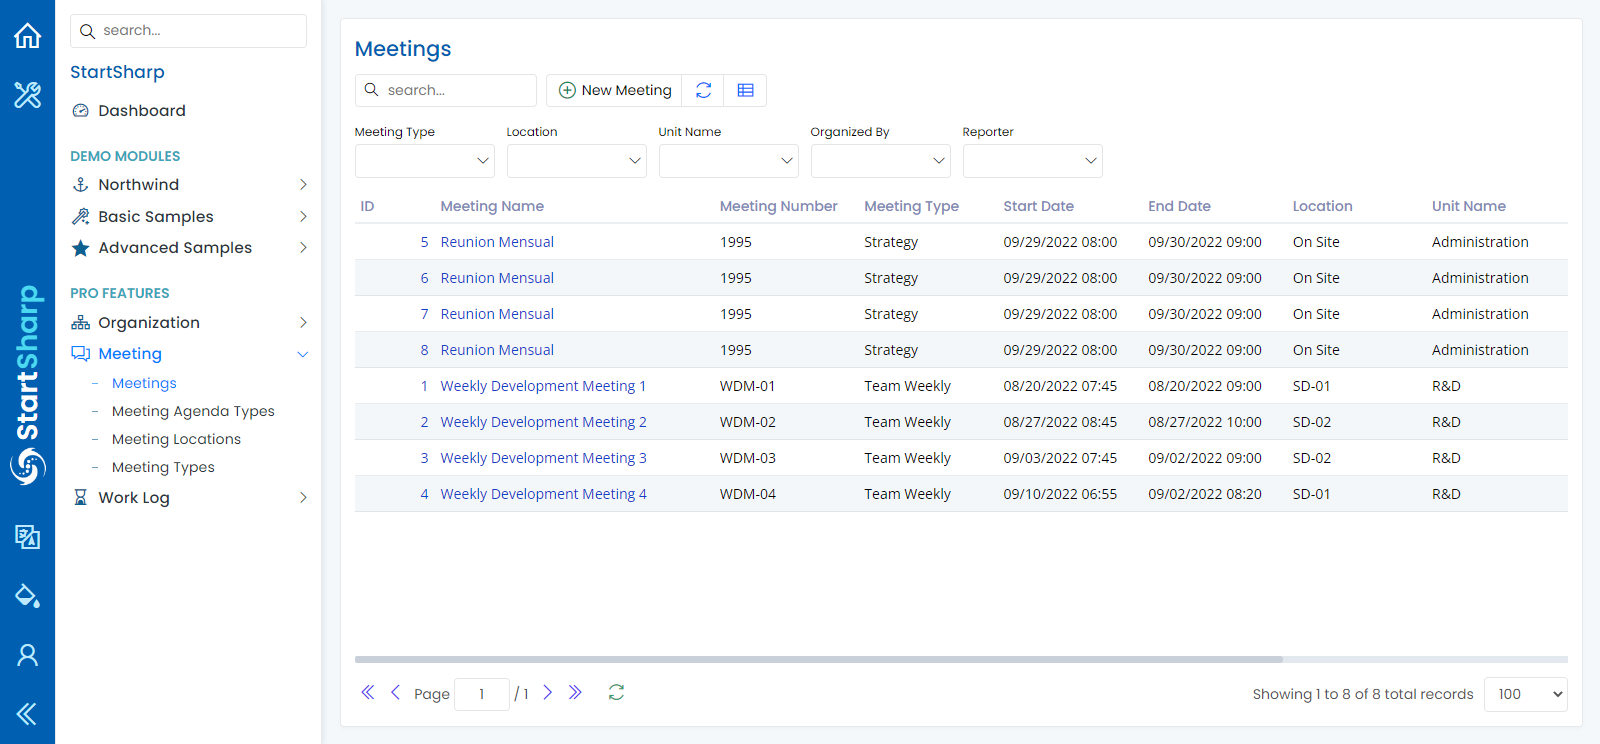 StartSharp
search...
StartSharp
Dashboard
DEMO MODULES
Northwind
Basic Samples
Advanced Samples
PRO FEATURES
Organization
Meeting
- Meetings
- Meeting Agenda Types
- Meeting Locations
- Meeting Types
Work Log
Meetings
search... New Meeting
Meeting Type Location Unit Name Organized By Reporter
ID Meeting Name Meeting Number Meeting Type Start Date End Date Location Unit Name
5 Reunion Mensual 1995 Strategy 09/29/2022 08:00 09/30/2022 09:00 On Site Administration
6 Reunion Mensual 1995 Strategy 09/29/2022 08:00 09/30/2022 09:00 On Site Administration
7 Reunion Mensual 1995 Strategy 09/29/2022 08:00 09/30/2022 09:00 On Site Administration
8 Reunion Mensual 1995 Strategy 09/29/2022 08:00 09/30/2022 09:00 On Site Administration
1 Weekly Development Meeting 1 WDM-01 Team Weekly 08/20/2022 07:45 08/20/2022 09:00 SD-01 R&D
2 Weekly Development Meeting 2 WDM-02 Team Weekly 08/27/2022 08:45 08/27/2022 10:00 SD-02 R&D
3 Weekly Development Meeting 3 WDM-03 Team Weekly 09/03/2022 07:45 09/02/2022 09:00 SD-02 R&D
4 Weekly Development Meeting 4 WDM-04 Team Weekly 09/10/2022 06:55 09/02/2022 08:20 SD-01 R&D
Page 1 / 1 Showing 1 to 8 of 8 total records 100